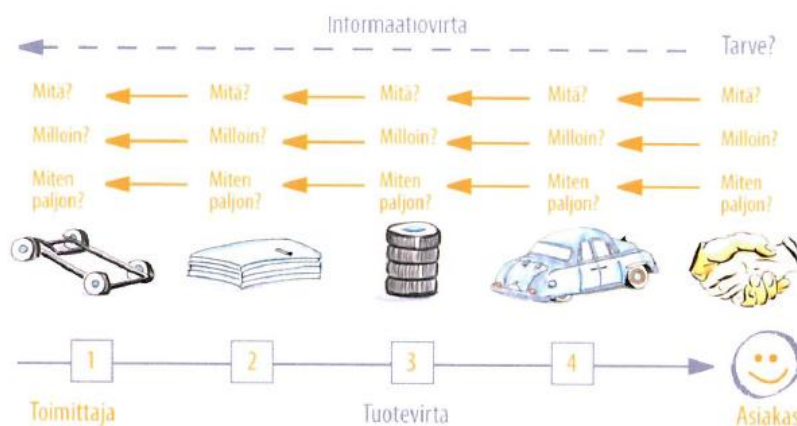 Informaatiovirta
Tarve?
Mitä? Mitä? Mitä? Mitä? Mitä?
Milloin? Milloin? Milloin? Milloin? Milloin?
Miten Miten Miten Miten Miten
paljon? paljon? paljon? paljon? paljon?
1 2 3 4
Toimittaja Tuotevirta Asiakas